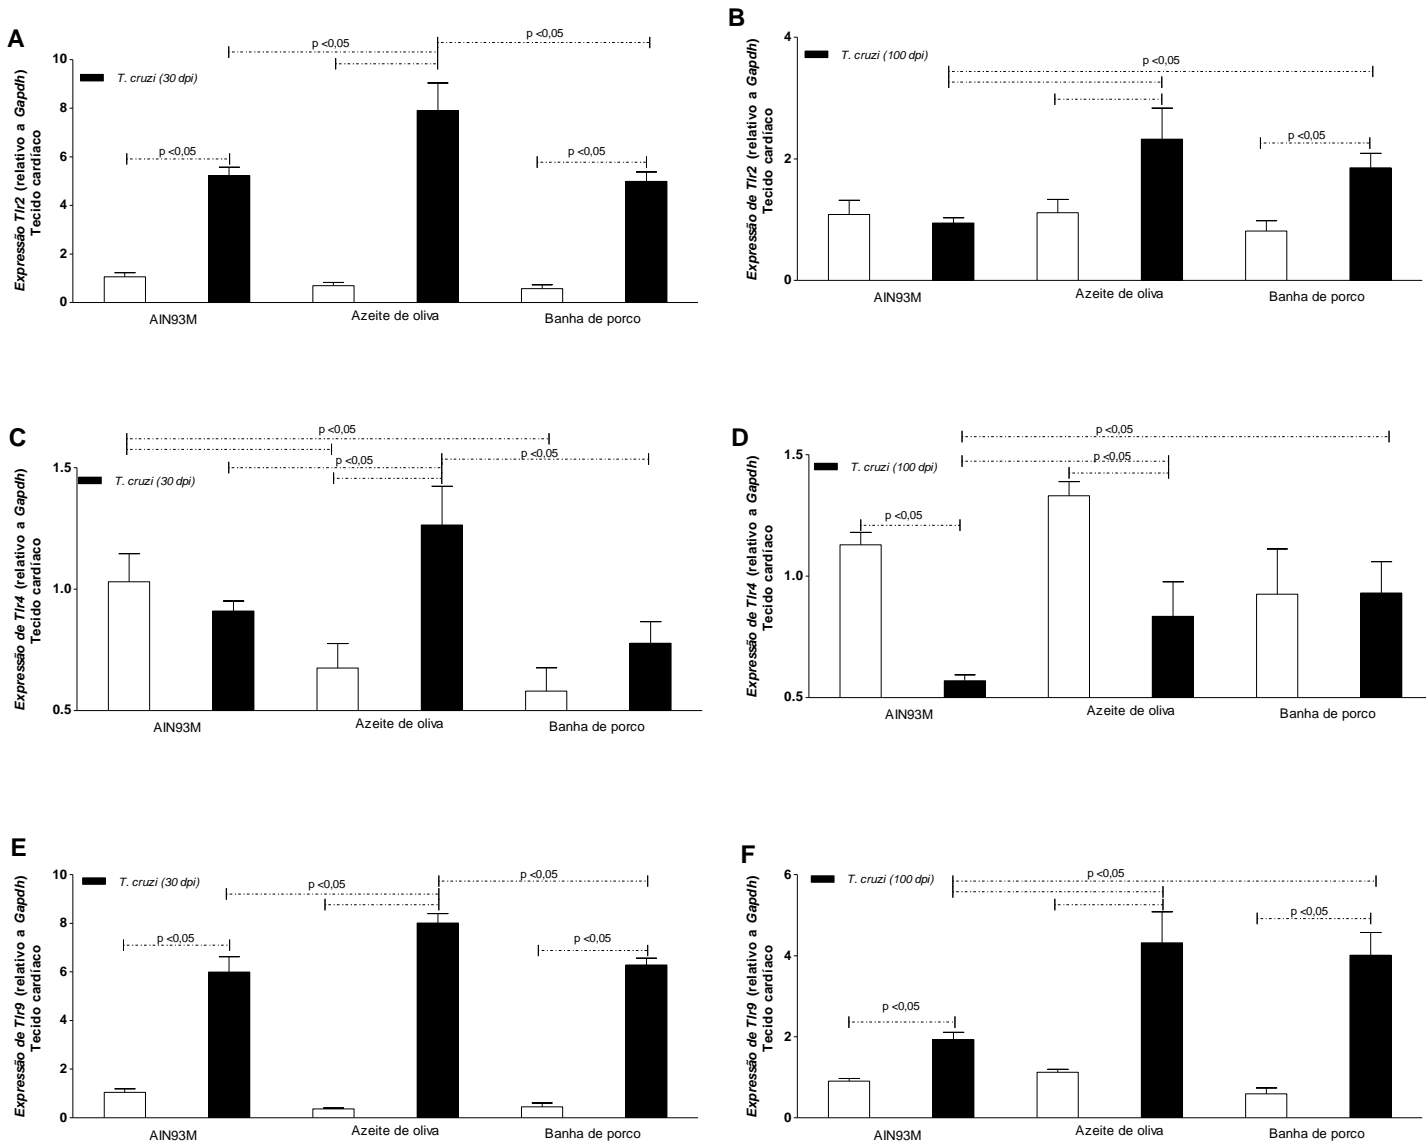 A
p <0,05
p <0,05
10
T. cruzi (30 dpi)
8
p <0,05
p <0,05
6
4
2
0
Expressão Tlr2 (relativo a Gapdh)
Tecido cardíaco
AIN93M
Azeite de oliva
Banha de porco
B
4
T. cruzi (100 dpi)
p <0,05
p <0,05
2
0
Expressão de Tlr2 (relativo a Gapdh)
Tecido cardíaco
AIN93M
Azeite de oliva
Banha de porco
C
p <0,05
p <0,05
p <0,05
1.5
T. cruzi (30 dpi)
1.0
0.5
Expressão de Tlr4 (relativo a Gapdh)
Tecido cardíaco
AIN93M
Azeite de oliva
Banha de porco
D
p <0,05
p <0,05
1.5
T. cruzi (100 dpi)
p <0,05
1.0
0.5
Expressão de Tlr4 (relativo a Gapdh)
Tecido cardíaco
AIN93M
Azeite de oliva
Banha de porco
E
10
T. cruzi (30 dpi)
p <0,05
p <0,05
p <0,05
p <0,05
8
6
4
2
0
Expressão de Tlr9 (relativo a Gapdh)
Tecido cardíaco
AIN93M
Azeite de oliva
Banha de porco
F
6
T. cruzi (100 dpi)
p <0,05
p <0,05
p <0,05
4
2
0
Expressão de Tlr9 (relativo a Gapdh)
Tecido cardíaco
AIN93M
Azeite de oliva
Banha de porco